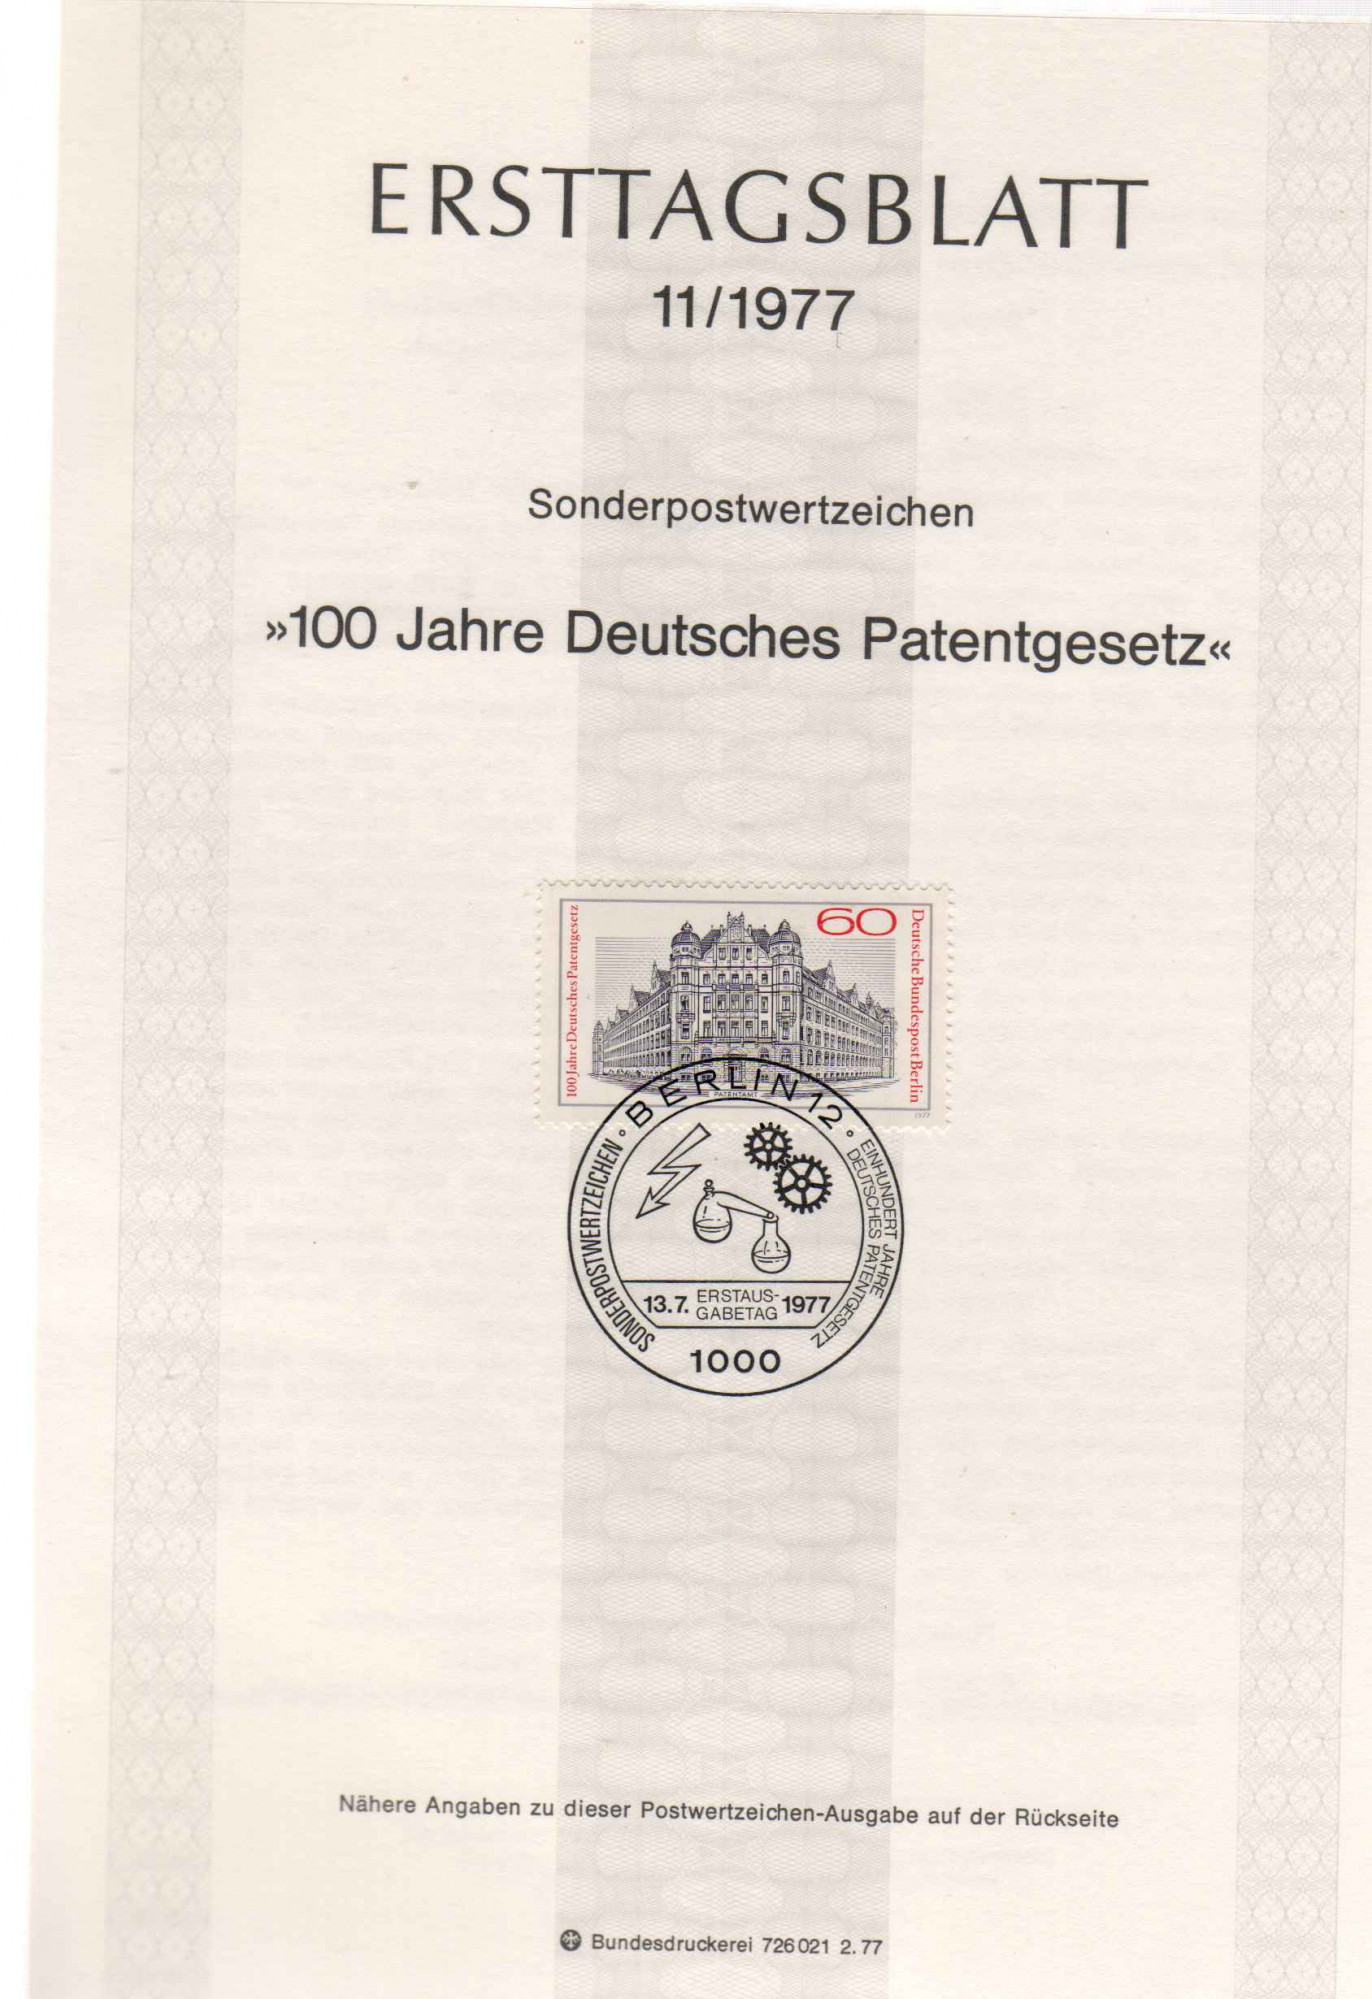 ERSTTAGSBLATT
11/1977
Sonderpostwertzeichen
»100 Jahre Deutsches Patentgesetz«
100 Jahre Deutsches Patentgesetz
60
Deutsche Bundespost Berlin
PATENTAMT
1977
BERLIN 12
SONDERPOSTWERTZEICHEN
EINHUNDERT JAHRE
DEUTSCHES PATENTGESETZ
13.7. ERSTAUS-
GABETAG 1977
1000
Nähere Angaben zu dieser Postwertzeichen-Ausgabe auf der Rückseite
Bundesdruckerei 726021 2.77